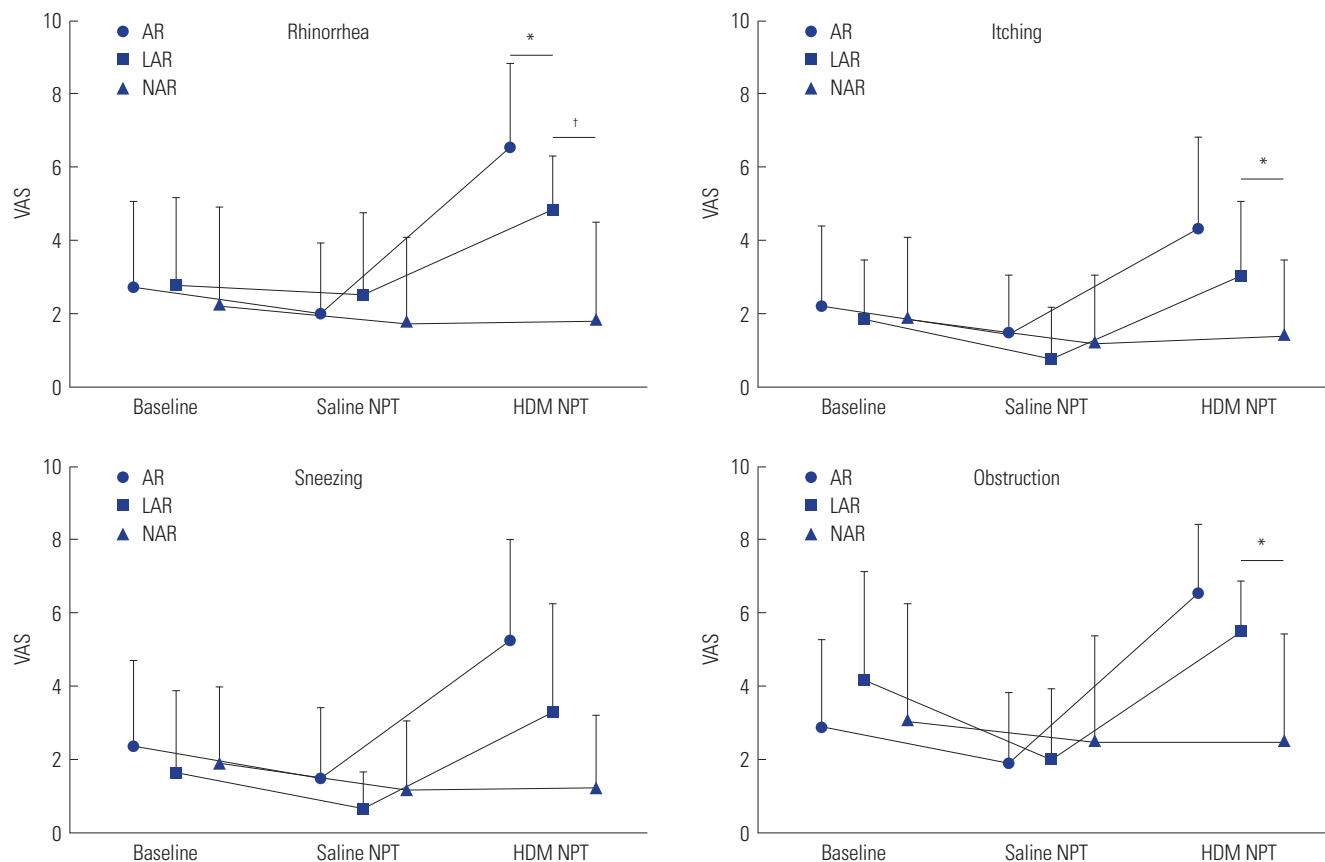 Rhinorrhea
AR
LAR
NAR
*
†
VAS
10
8
6
4
2
0
Baseline Saline NPT HDM NPT
Itching
AR
LAR
NAR
*
VAS
10
8
6
4
2
0
Baseline Saline NPT HDM NPT
Sneezing
AR
LAR
NAR
VAS
10
8
6
4
2
0
Baseline Saline NPT HDM NPT
Obstruction
AR
LAR
NAR
*
VAS
10
8
6
4
2
0
Baseline Saline NPT HDM NPT